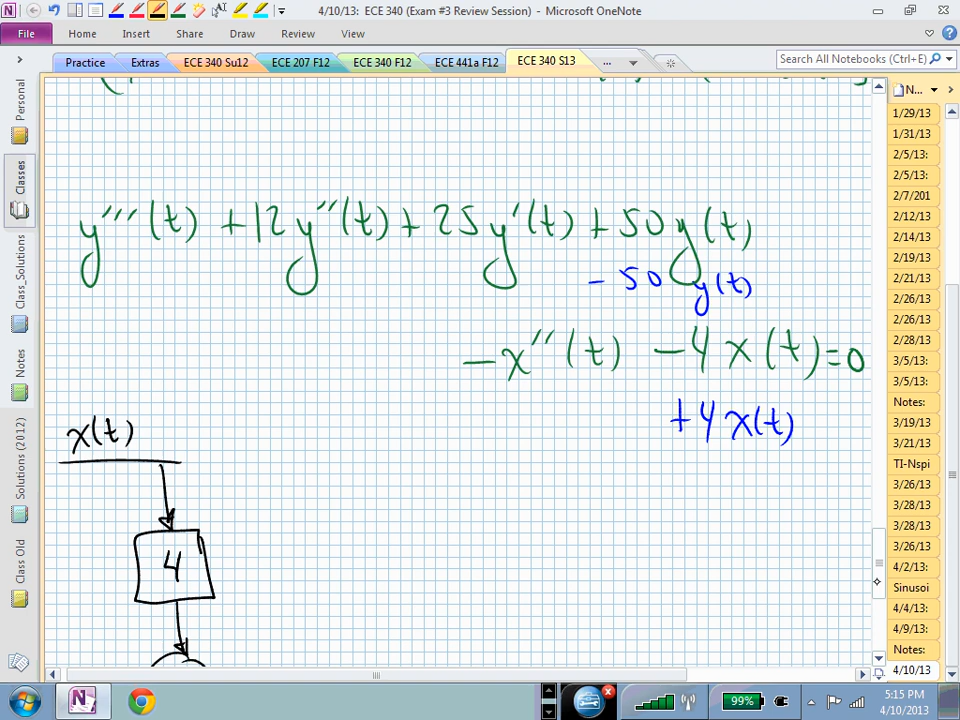 4/10/13: ECE 340 (Exam #3 Review Session) - Microsoft OneNote
File Home Insert Share Draw Review View
Practice Extras ECE 340 Su12 ECE 207 F12 ECE 340 F12 ECE 441a F12 ECE 340 S13 ... Search All Notebooks (Ctrl+E)
N...
Personal
Classes
Class_Solutions
Notes
Solutions (2012)
Class Old
y'''(t) +12y''(t) + 25y'(t) + 50y(t)
- 50y(t)
-x''(t) -4x(t)=0
+4x(t)
x(t)
4
1/29/13
1/31/13
2/5/13:
2/5/13:
2/7/201
2/12/13
2/14/13
2/19/13
2/21/13
2/26/13
2/26/13
2/28/13
3/5/13:
3/5/13:
Notes:
3/19/13
3/21/13
TI-Nspi
3/26/13
3/28/13
3/28/13
3/26/13
4/2/13:
Sinusoi
4/4/13:
4/9/13:
Notes:
4/10/13
99%
5:15 PM
4/10/2013